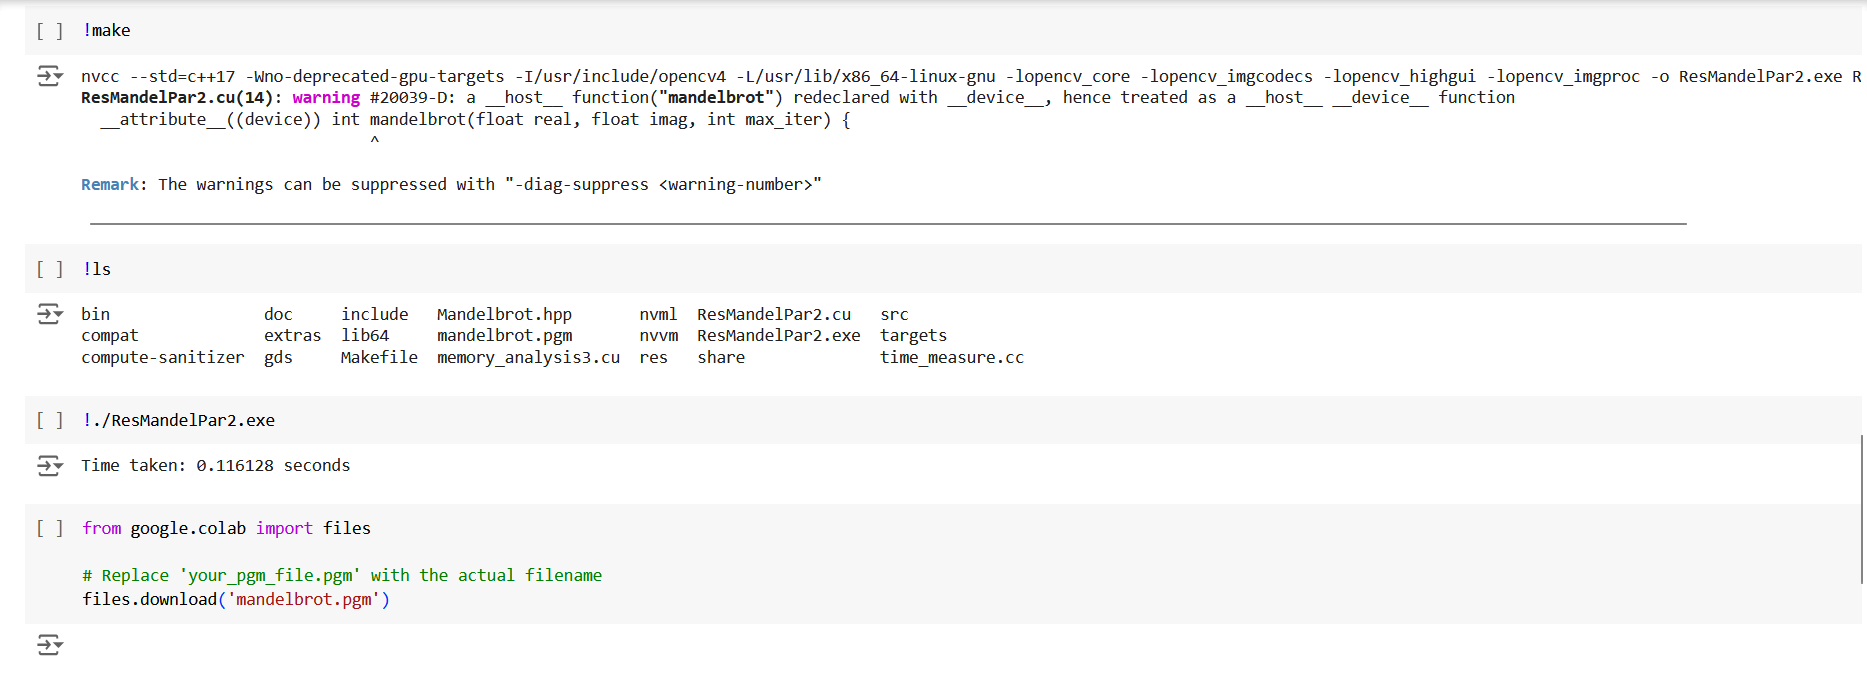 [ ] !make
nvcc --std=c++17 -Wno-deprecated-gpu-targets -I/usr/include/opencv4 -L/usr/lib/x86_64-linux-gnu -lopencv_core -lopencv_imgcodecs -lopencv_highgui -lopencv_imgproc -o ResMandelPar2.exe R
ResMandelPar2.cu(14): warning #20039-D: a __host__ function("mandelbrot") redeclared with __device__, hence treated as a __host__ __device__ function
__attribute__((device)) int mandelbrot(float real, float imag, int max_iter) {
^
Remark: The warnings can be suppressed with "-diag-suppress <warning-number>"
[ ] !ls
bin doc include Mandelbrot.hpp nvml ResMandelPar2.cu src
compat extras lib64 mandelbrot.pgm nvvm ResMandelPar2.exe targets
compute-sanitizer gds Makefile memory_analysis3.cu res share time_measure.cc
[ ] !./ResMandelPar2.exe
Time taken: 0.116128 seconds
[ ] from google.colab import files
# Replace 'your_pgm_file.pgm' with the actual filename
files.download('mandelbrot.pgm')